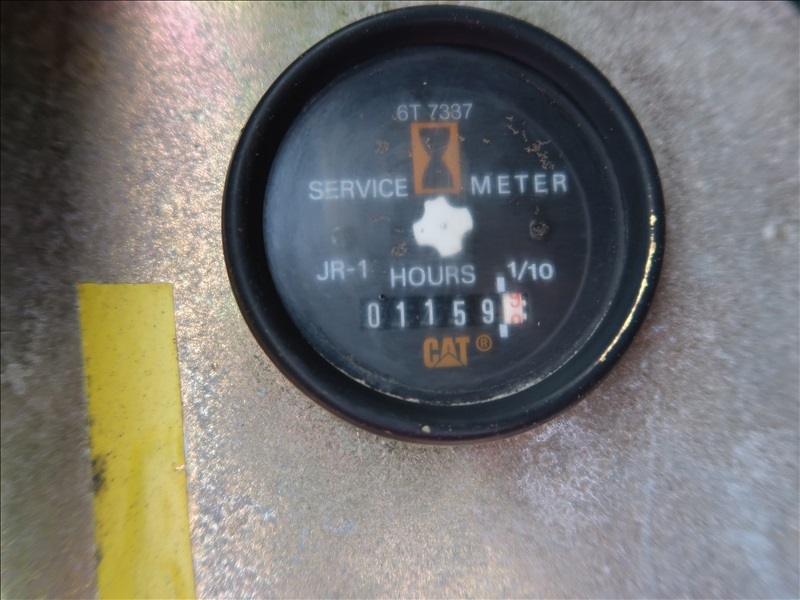 6T 7337
SERVICE METER
JR-1 HOURS 1/10
01159
CAT®